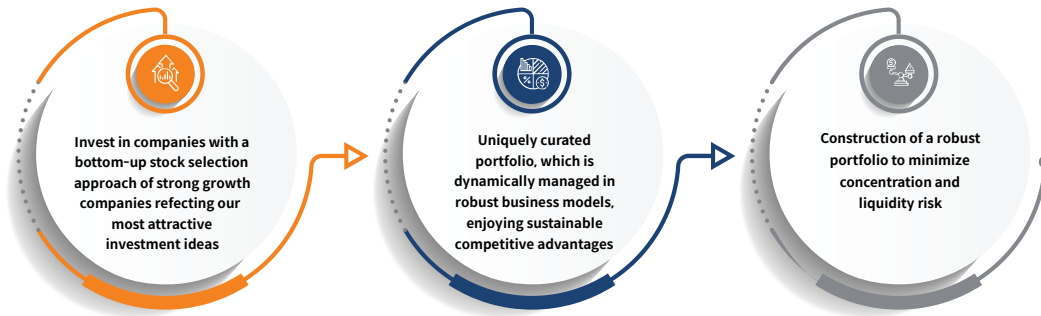 Invest in companies with a
bottom-up stock selection
approach of strong growth
companies refecting our
most attractive
investment ideas
Uniquely curated
portfolio, which is
dynamically managed in
robust business models,
enjoying sustainable
competitive advantages
Construction of a robust
portfolio to minimize
concentration and
liquidity risk